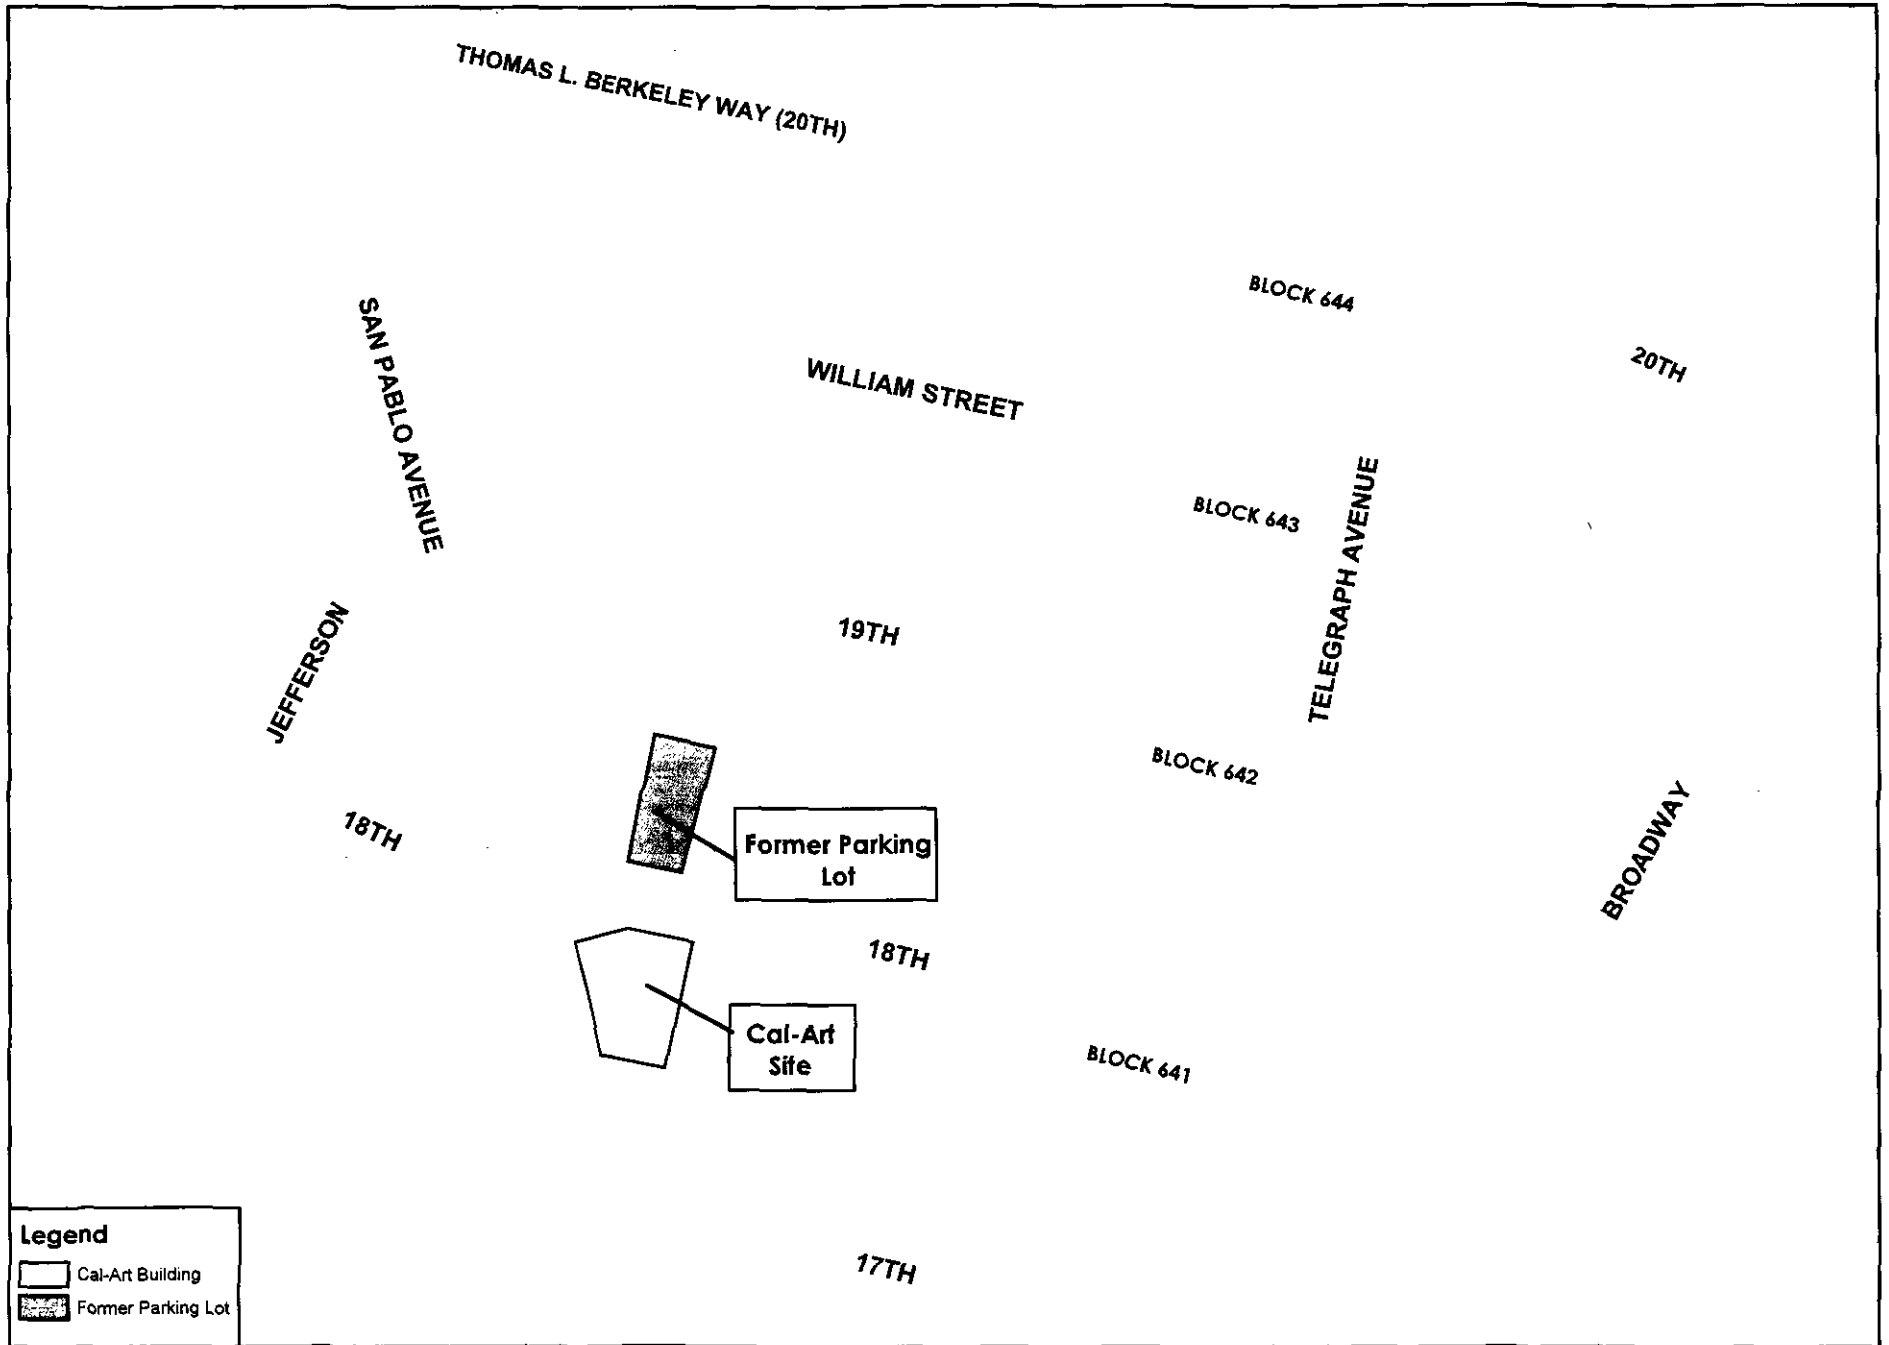 THOMAS L. BERKELEY WAY (20TH)
BLOCK 644
SAN PABLO AVENUE
20TH
WILLIAM STREET
TELEGRAPH AVENUE
BLOCK 643
JEFFERSON
19TH
BLOCK 642
BROADWAY
18TH
Former Parking
Lot
18TH
Cal-Art
Site
BLOCK 641
Legend
Cal-Art Building
Former Parking Lot
17TH